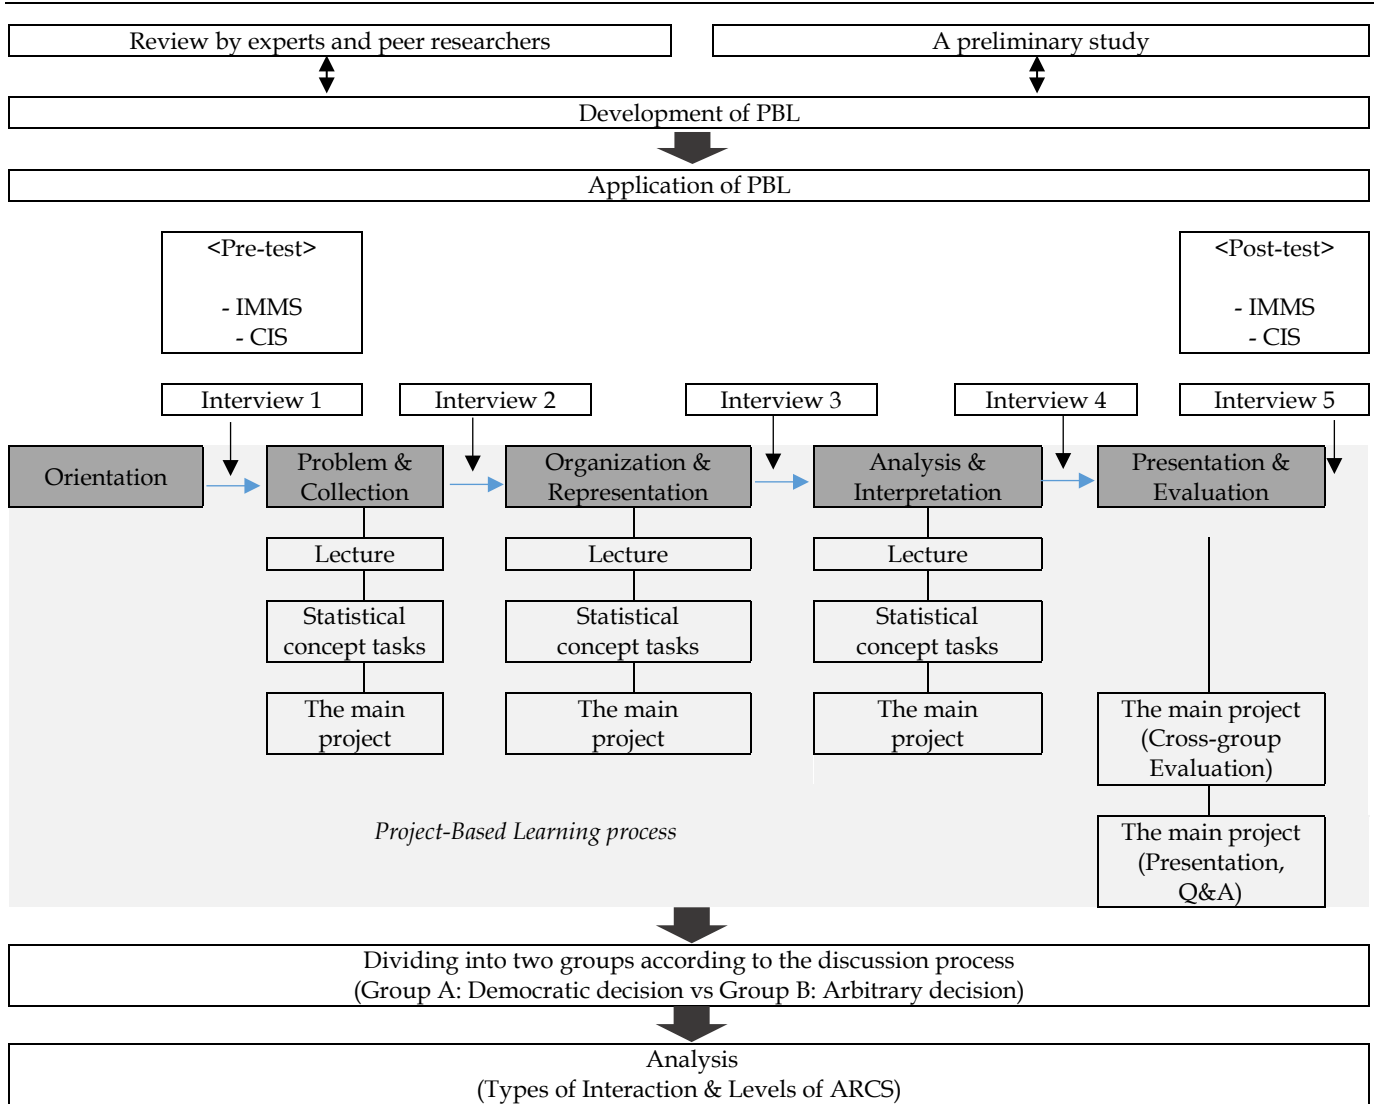 Review by experts and peer researchers
A preliminary study
Development of PBL
Application of PBL
<Pre-test>
- IMMS
- CIS
<Post-test>
- IMMS
- CIS
Interview 1
Interview 2
Interview 3
Interview 4
Interview 5
Orientation
Problem &
Collection
Organization &
Representation
Analysis &
Interpretation
Presentation &
Evaluation
Lecture
Lecture
Lecture
Statistical
concept tasks
Statistical
concept tasks
Statistical
concept tasks
The main
project
The main
project
The main
project
The main project
(Cross-group
Evaluation)
Project-Based Learning process
The main project
(Presentation,
Q&A)
Dividing into two groups according to the discussion process
(Group A: Democratic decision vs Group B: Arbitrary decision)
Analysis
(Types of Interaction & Levels of ARCS)